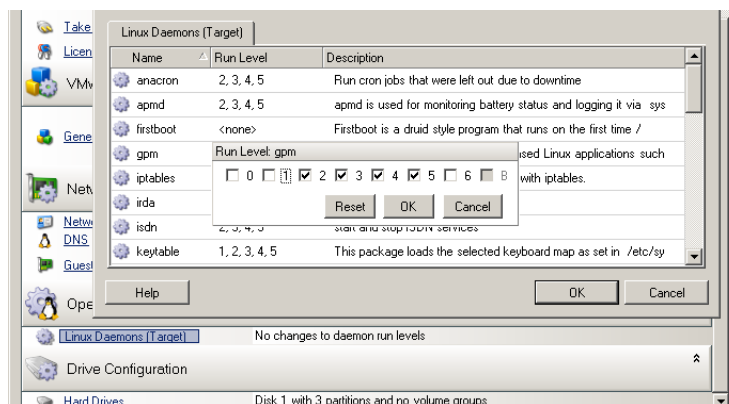 Take
Linux Daemons (Target)
Licen
Name Run Level Description
VMw
anacron 2, 3, 4, 5 Run cron jobs that were left out due to downtime
apmd 2, 3, 4, 5 apmd is used for monitoring battery status and logging it via sys
Gene
firstboot <none> Firstboot is a druid style program that runs on the first time /
gpm Run Level: gpm ised Linux applications such
iptables 0 1 2 3 4 5 6 B with iptables.
Netw
irda Reset OK Cancel
Netwo
isdn 2, 3, 4, 5 start and stop ISDN services
DNS
keytable 1, 2, 3, 4, 5 This package loads the selected keyboard map as set in /etc/sy
Guest
Help OK Cancel
Ope
Linux Daemons (Target) No changes to daemon run levels
Drive Configuration
Hard Drives Disk 1 with 3 partitions and no volume groups